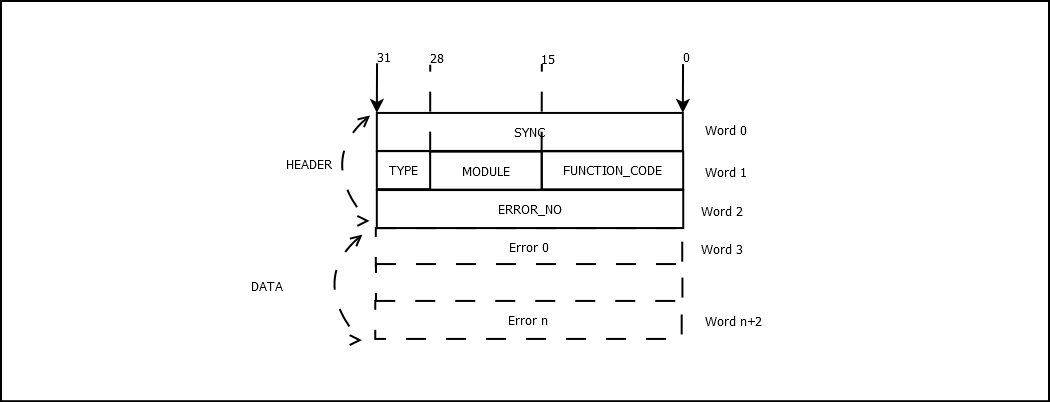 31 28 15 0
SYNC Word 0
HEADER TYPE MODULE FUNCTION_CODE Word 1
ERROR_NO Word 2
Error 0 Word 3
DATA
Error n Word n+2